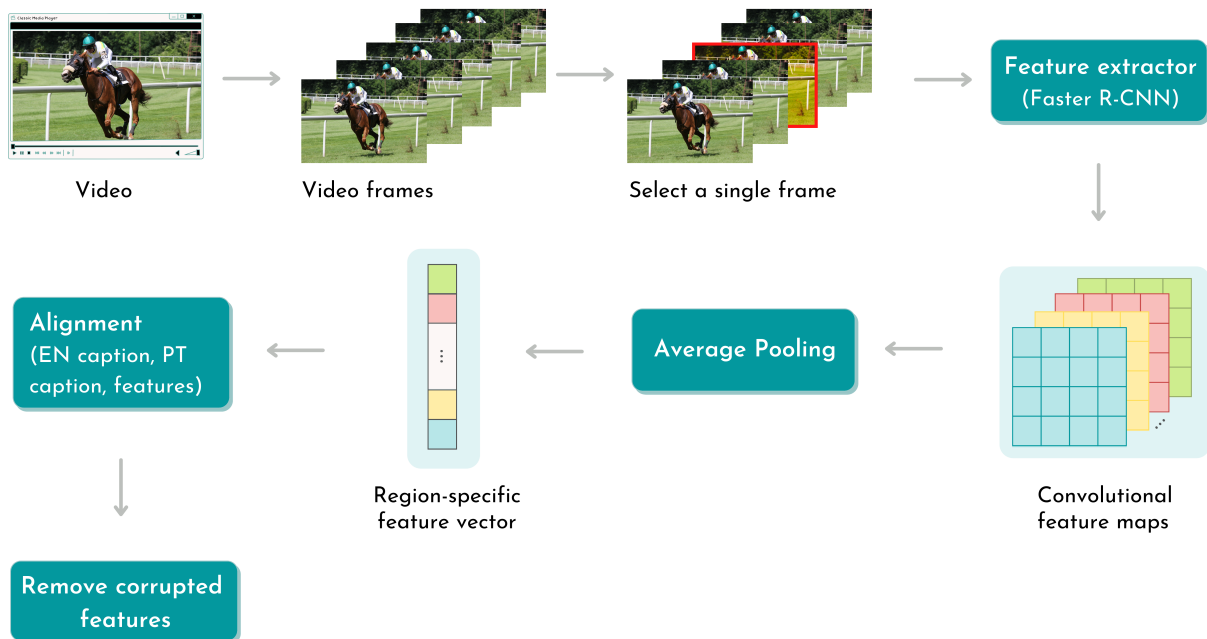 Classic Media Player
Video
Video frames
Select a single frame
Feature extractor
(Faster R-CNN)
Convolutional
feature maps
Average Pooling
Region-specific
feature vector
Alignment
(EN caption, PT
caption, features)
Remove corrupted
features